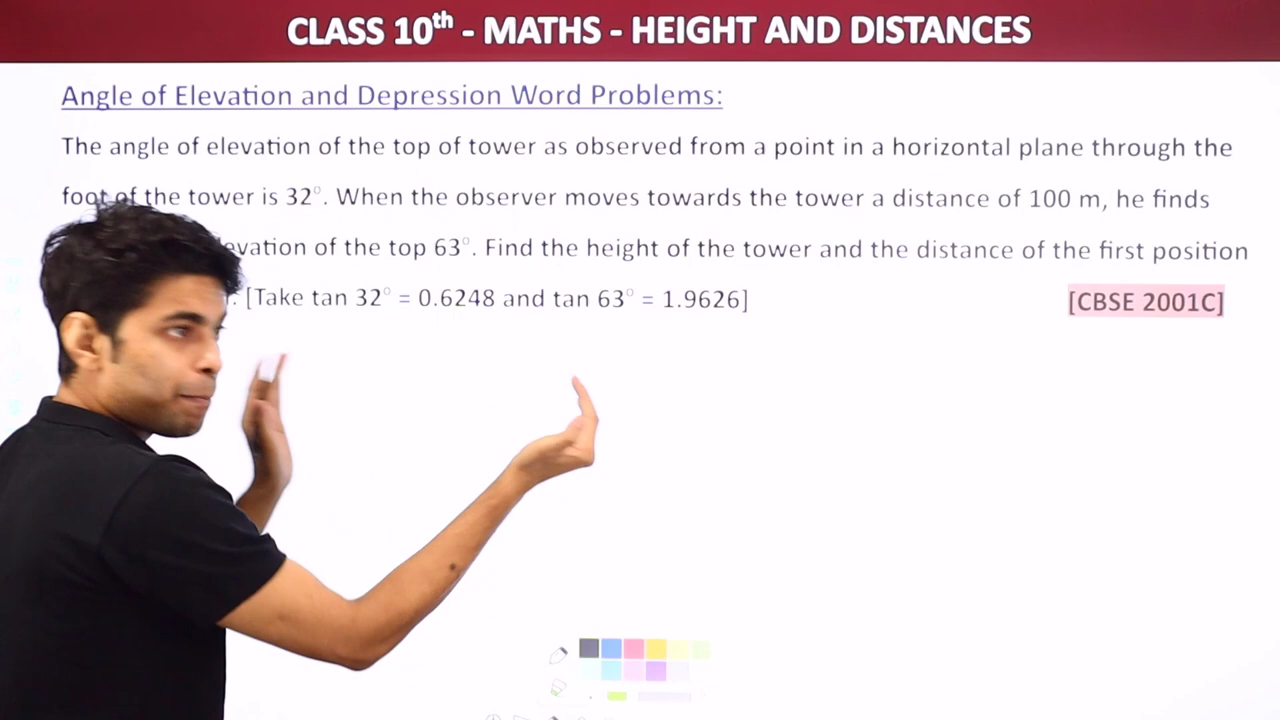 CLASS 10th - MATHS - HEIGHT AND DISTANCES
Angle of Elevation and Depression Word Problems:
The angle of elevation of the top of tower as observed from a point in a horizontal plane through the
foot of the tower is 32°. When the observer moves towards the tower a distance of 100 m, he finds
evation of the top 63°. Find the height of the tower and the distance of the first position
. [Take tan 32° = 0.6248 and tan 63° = 1.9626]
[CBSE 2001C]